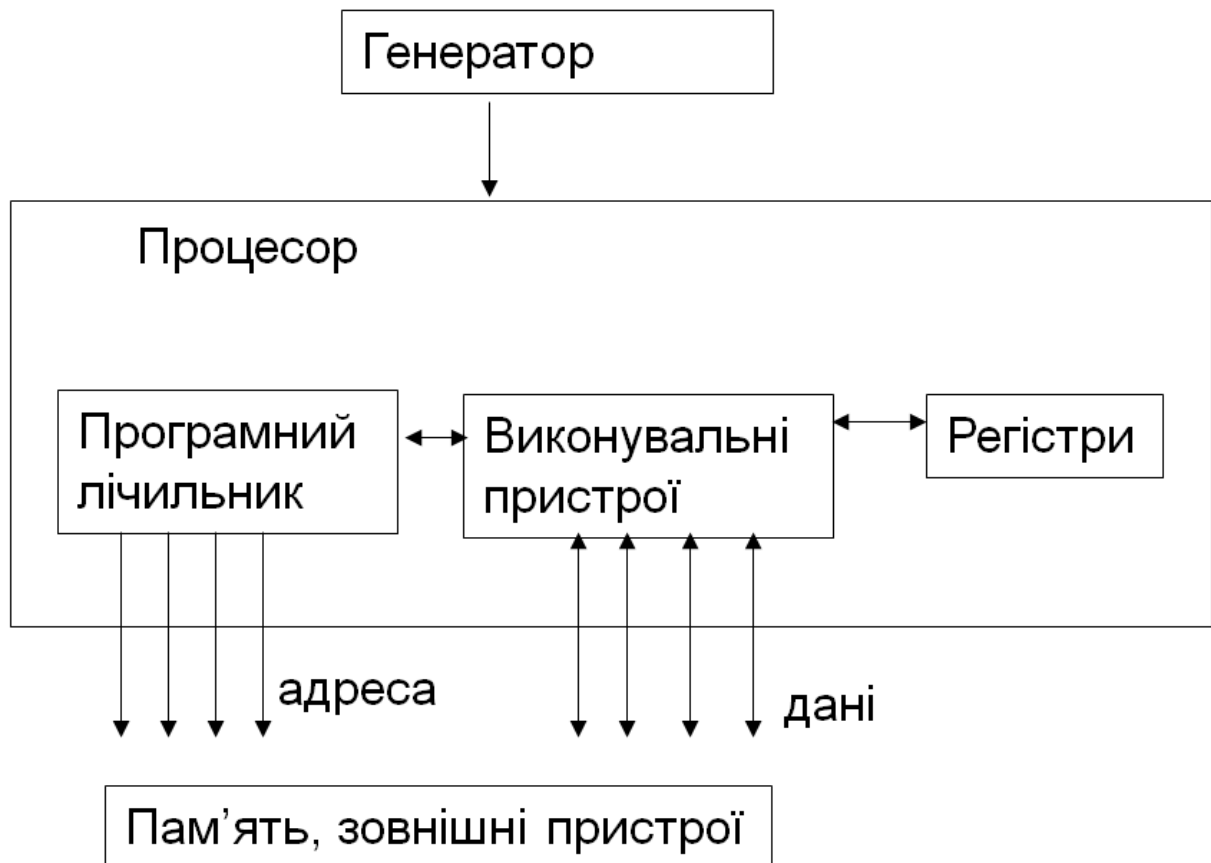 Генератор
Процесор
Програмний
лічильник
Виконувальні
пристрої
Регістри
адреса
дані
Пам’ять, зовнішні пристрої